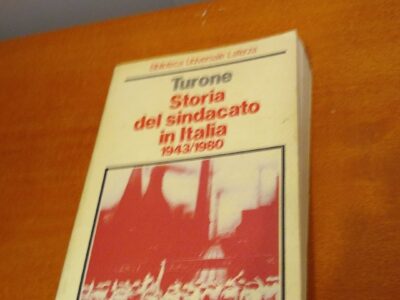 Biblioteca Universale Laterza
Turone
Storia
del sindacato
in Italia
1943/1980